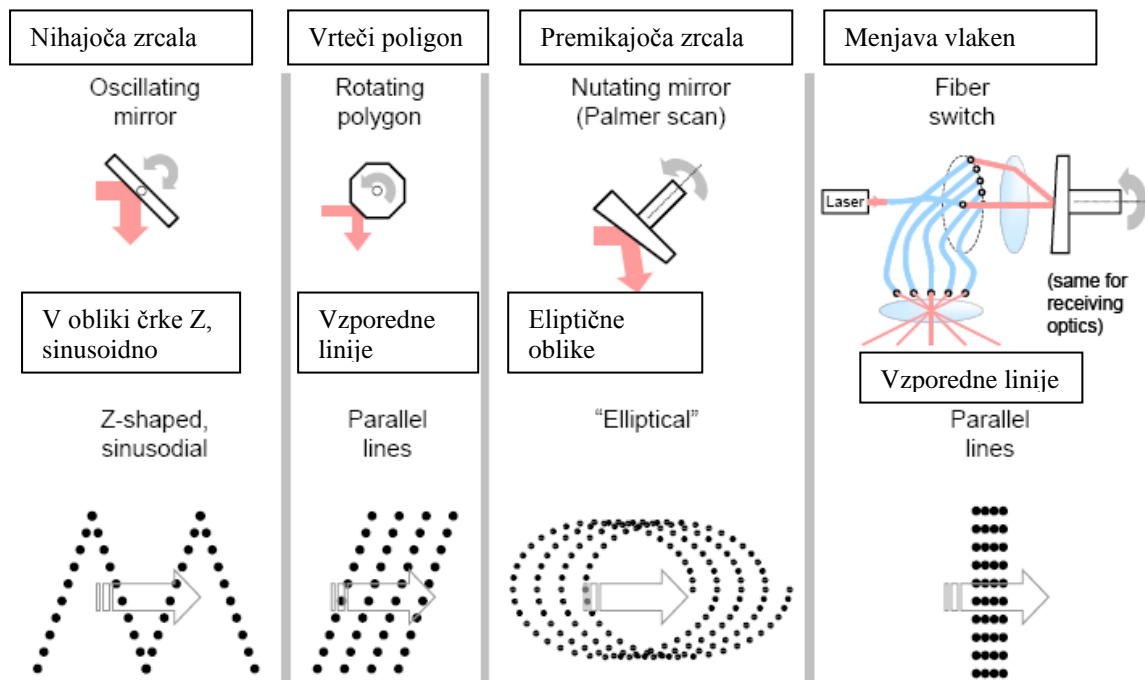 Nihajoča zrcala
Vrteči poligon
Premikajoča zrcala
Menjava vlaken
Oscillating
mirror
Rotating
polygon
Nutating mirror
(Palmer scan)
Fiber
switch
Laser
(same for
receiving
optics)
V obliki črke Z,
sinusoidno
Vzporedne
linije
Eliptične
oblike
Vzporedne linije
Z-shaped,
sinusodial
Parallel
lines
“Elliptical”
Parallel
lines